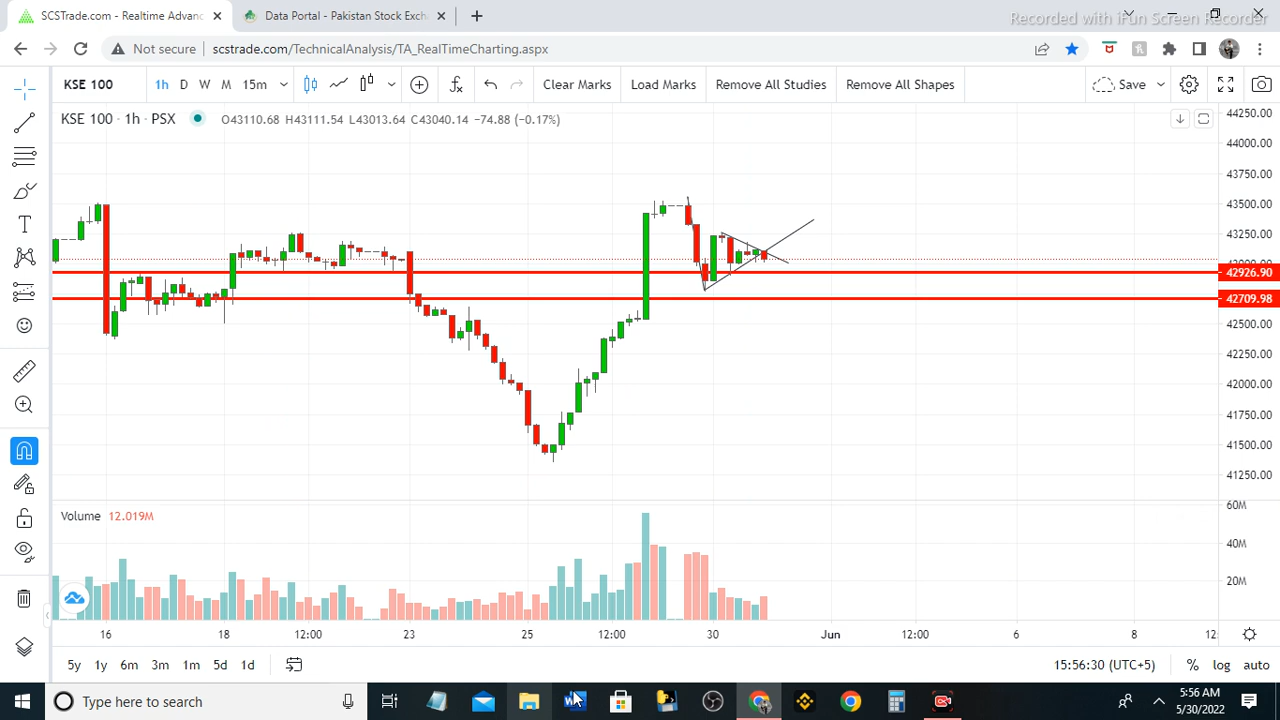 SCSTrade.com - Realtime Advanc
Data Portal - Pakistan Stock Exch
Recorded with iFun Screen Recorder
Not secure
scstrade.com/TechnicalAnalysis/TA_RealTimeCharting.aspx
KSE 100
1h
D
W
M
15m
Clear Marks
Load Marks
Remove All Studies
Remove All Shapes
Save
KSE 100 · 1h · PSX
O43110.68 H43111.54 L43013.64 C43040.14 −74.88 (−0.17%)
44250.00
44000.00
43750.00
43500.00
43250.00
43000.00
42926.90
42709.98
42500.00
42250.00
42000.00
41750.00
41500.00
41250.00
Volume 12.019M
60M
40M
20M
16
18
12:00
23
25
12:00
30
Jun
12:00
6
8
12:
5y
1y
6m
3m
1m
5d
1d
15:56:30 (UTC+5)
%
log
auto
Type here to search
5:56 AM
5/30/2022